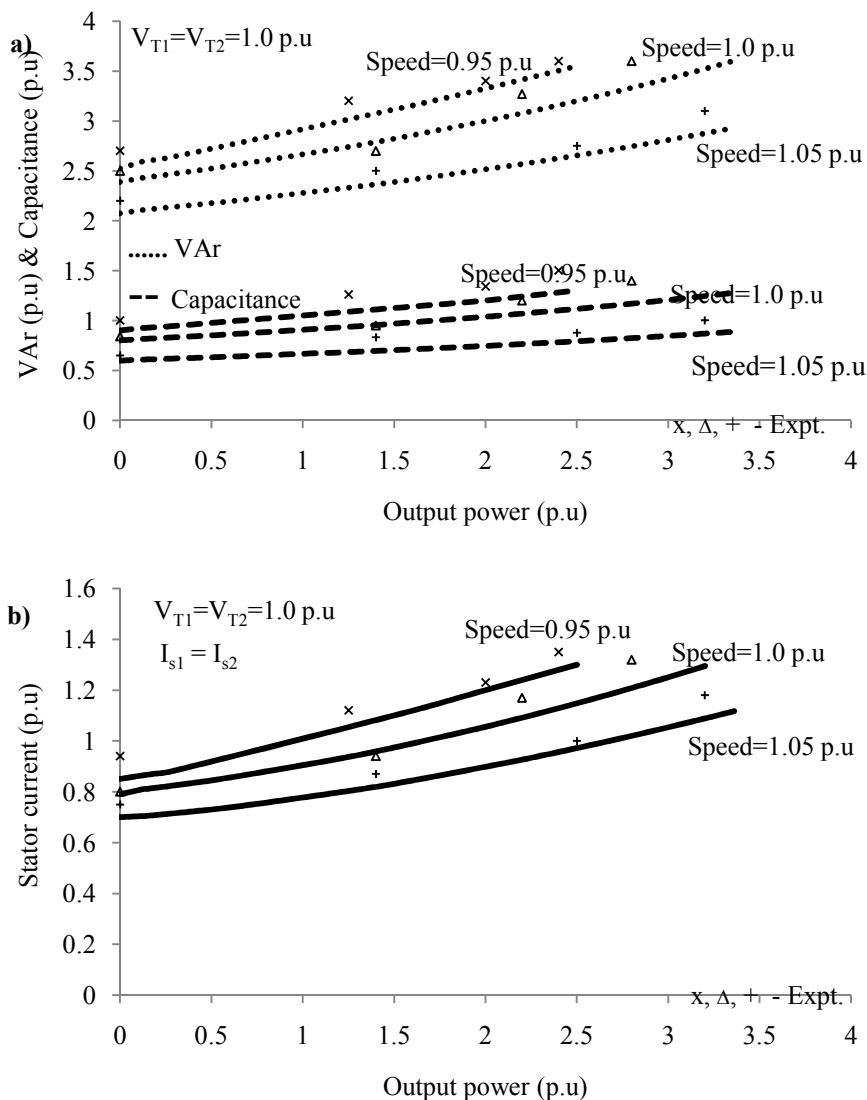 a)
V_T1=V_T2=1.0 p.u
Speed=0.95 p.u
Speed=1.0 p.u
Speed=1.05 p.u
VAr
Capacitance
Speed=0.95 p.u
Speed=1.0 p.u
Speed=1.05 p.u
x, Δ, + - Expt.
VAr (p.u) & Capacitance (p.u)
4
3.5
3
2.5
2
1.5
1
0.5
0
0 0.5 1 1.5 2 2.5 3 3.5 4
Output power (p.u)
b)
V_T1=V_T2=1.0 p.u
I_s1 = I_s2
Speed=0.95 p.u
Speed=1.0 p.u
Speed=1.05 p.u
x, Δ, + - Expt.
Stator current (p.u)
1.6
1.4
1.2
1
0.8
0.6
0.4
0.2
0
0 0.5 1 1.5 2 2.5 3 3.5 4
Output power (p.u)